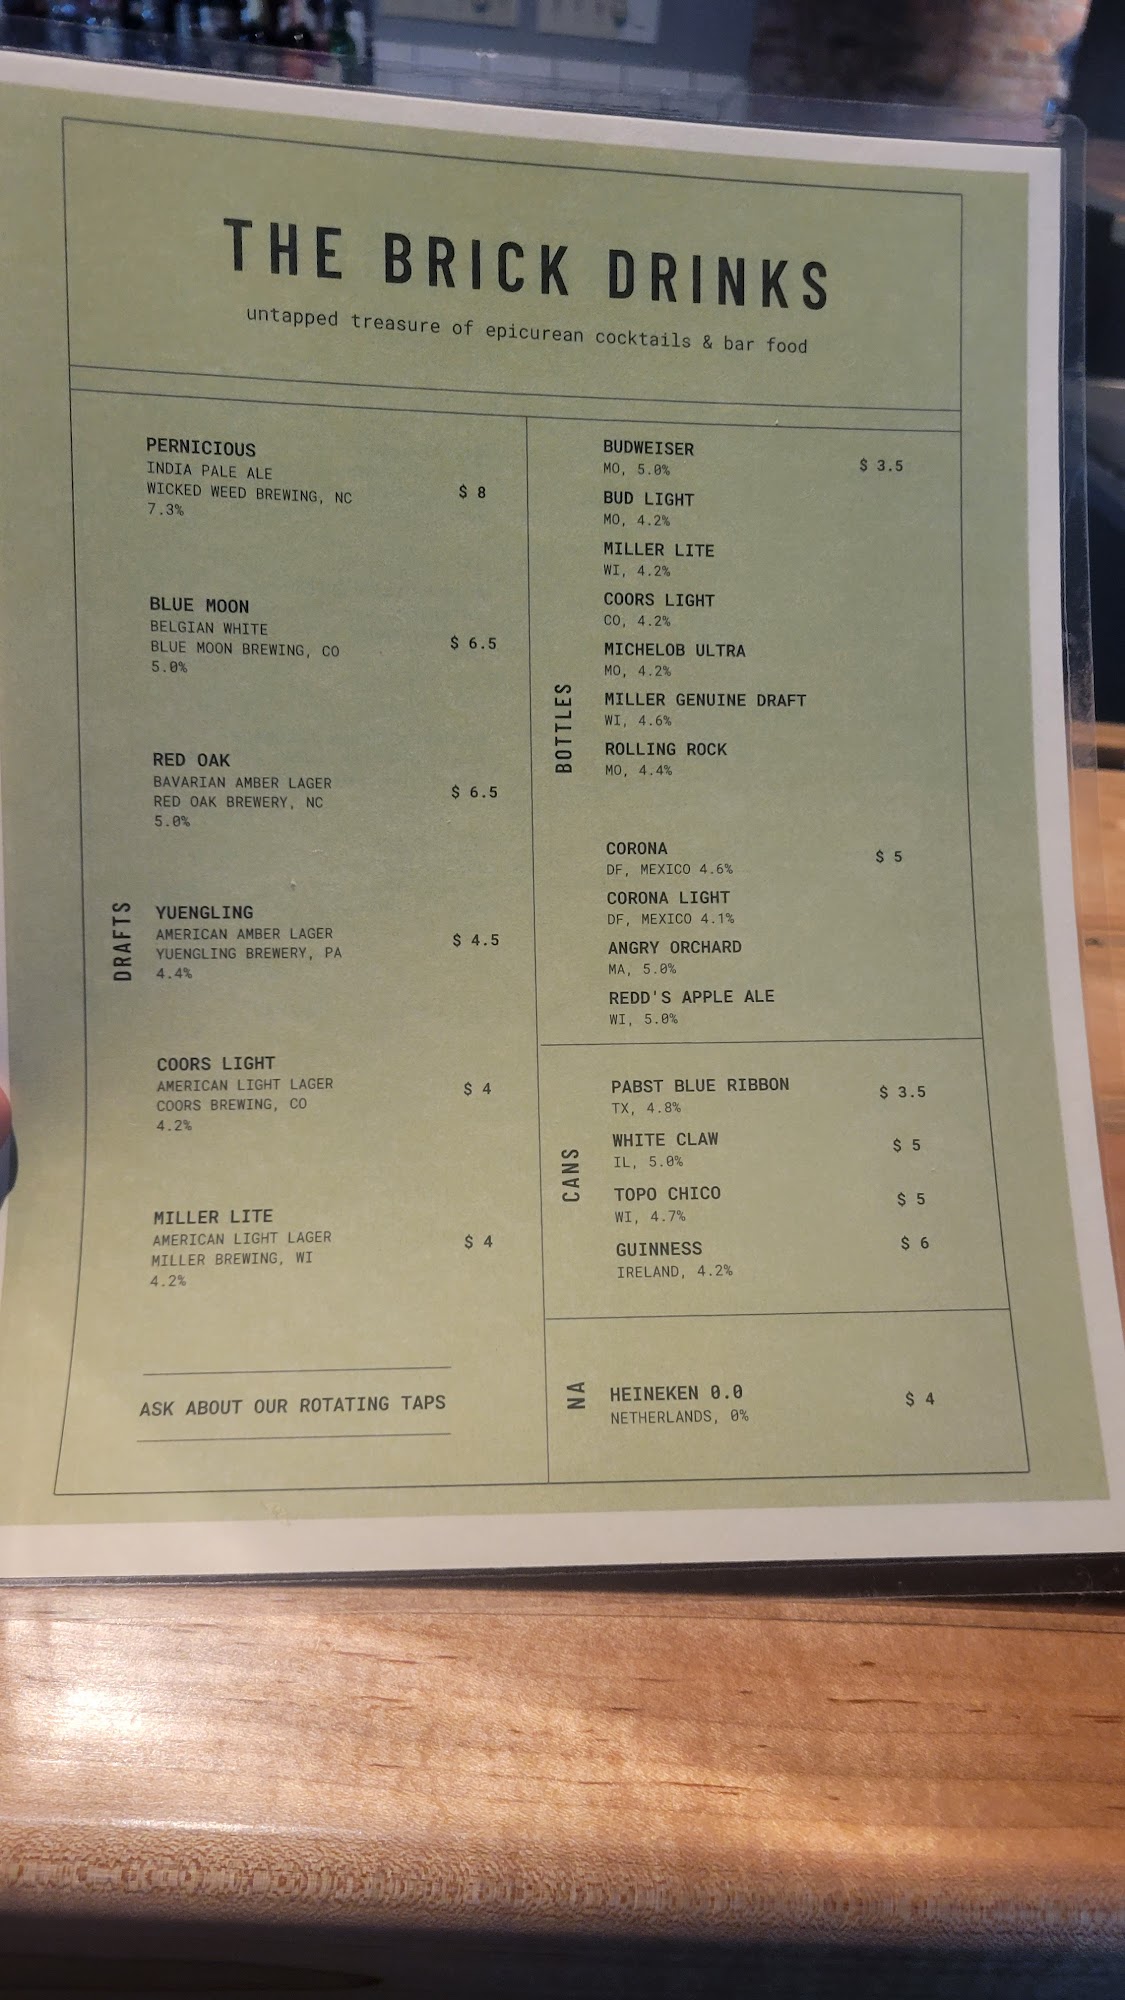 THE BRICK DRINKS
untapped treasure of epicurean cocktails & bar food
DRAFTS
PERNICIOUS
INDIA PALE ALE
WICKED WEED BREWING, NC
7.3%
$ 8
BLUE MOON
BELGIAN WHITE
BLUE MOON BREWING, CO
5.0%
$ 6.5
RED OAK
BAVARIAN AMBER LAGER
RED OAK BREWERY, NC
5.0%
$ 6.5
YUENGLING
AMERICAN AMBER LAGER
YUENGLING BREWERY, PA
4.4%
$ 4.5
COORS LIGHT
AMERICAN LIGHT LAGER
COORS BREWING, CO
4.2%
$ 4
MILLER LITE
AMERICAN LIGHT LAGER
MILLER BREWING, WI
4.2%
$ 4
ASK ABOUT OUR ROTATING TAPS
BOTTLES
BUDWEISER
MO, 5.0%
$ 3.5
BUD LIGHT
MO, 4.2%
MILLER LITE
WI, 4.2%
COORS LIGHT
CO, 4.2%
MICHELOB ULTRA
MO, 4.2%
MILLER GENUINE DRAFT
WI, 4.6%
ROLLING ROCK
MO, 4.4%
CORONA
DF, MEXICO 4.6%
$ 5
CORONA LIGHT
DF, MEXICO 4.1%
ANGRY ORCHARD
MA, 5.0%
REDD'S APPLE ALE
WI, 5.0%
CANS
PABST BLUE RIBBON
TX, 4.8%
$ 3.5
WHITE CLAW
IL, 5.0%
$ 5
TOPO CHICO
WI, 4.7%
$ 5
GUINNESS
IRELAND, 4.2%
$ 6
NA
HEINEKEN 0.0
NETHERLANDS, 0%
$ 4